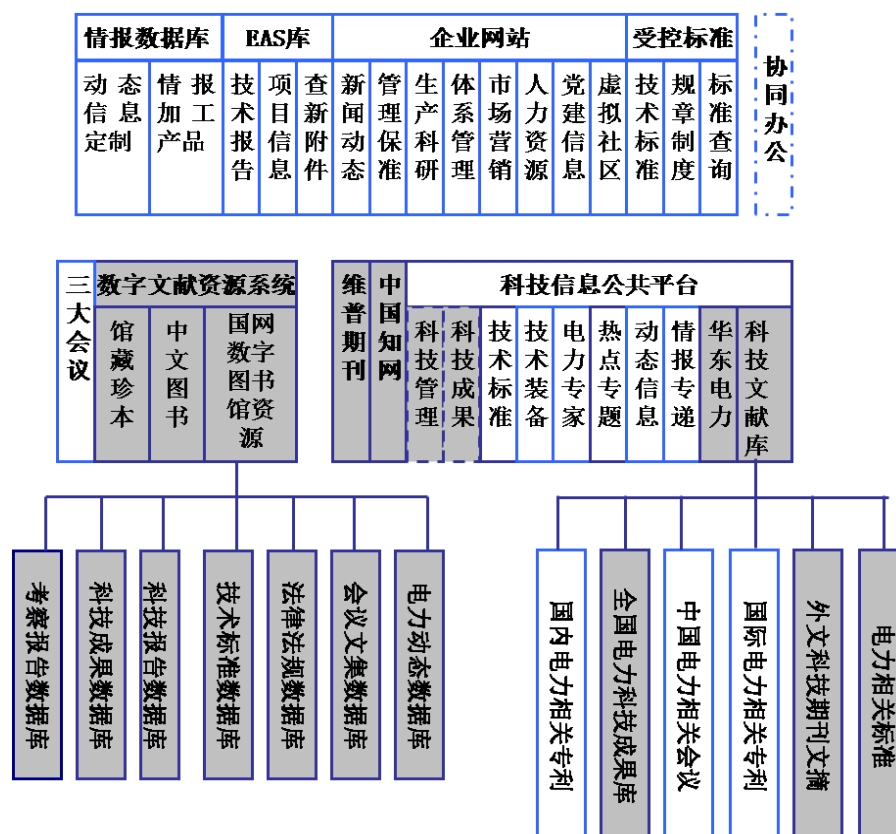 情报数据库
EAS库
企业网站
受控标准
协同办公
动态信息定制
情报加工产品
技术报告
项目信息
查新附件
新闻动态
管理保准
生产科研
体系管理
市场营销
人力资源
党建信息
虚拟社区
技术标准
规章制度
标准查询
三大会议
数字文献资源系统
馆藏珍本
中文图书
国网数字图书馆资源
维普期刊
中国知网
科技信息公共平台
科技管理
科技成果
技术标准
技术装备
电力专家
热点专题
动态信息
情报专递
华东电力
科技文献库
考察报告数据库
科技成果数据库
科技报告数据库
技术标准数据库
法律法规数据库
会议文集数据库
电力动态数据库
国内电力相关专利
全国电力科技成果库
中国电力相关会议
国际电力相关专利
外文科技期刊文摘
电力相关标准